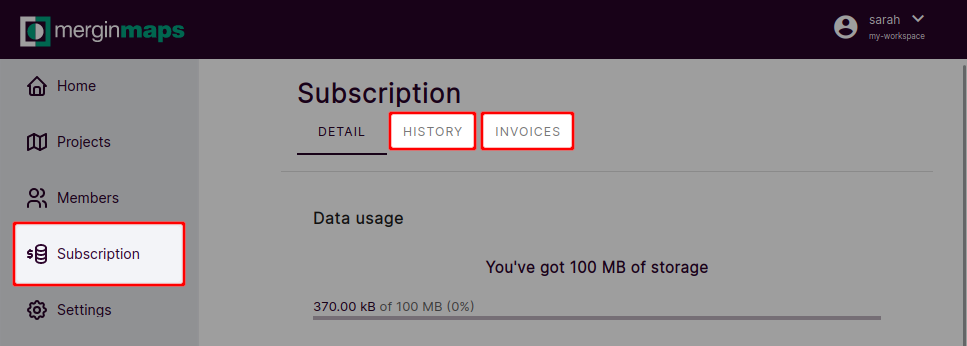 merginmaps
sarah
my-workspace
Home
Projects
Members
Subscription
Settings
Subscription
DETAIL HISTORY INVOICES
Data usage
You've got 100 MB of storage
370.00 kB of 100 MB (0%)